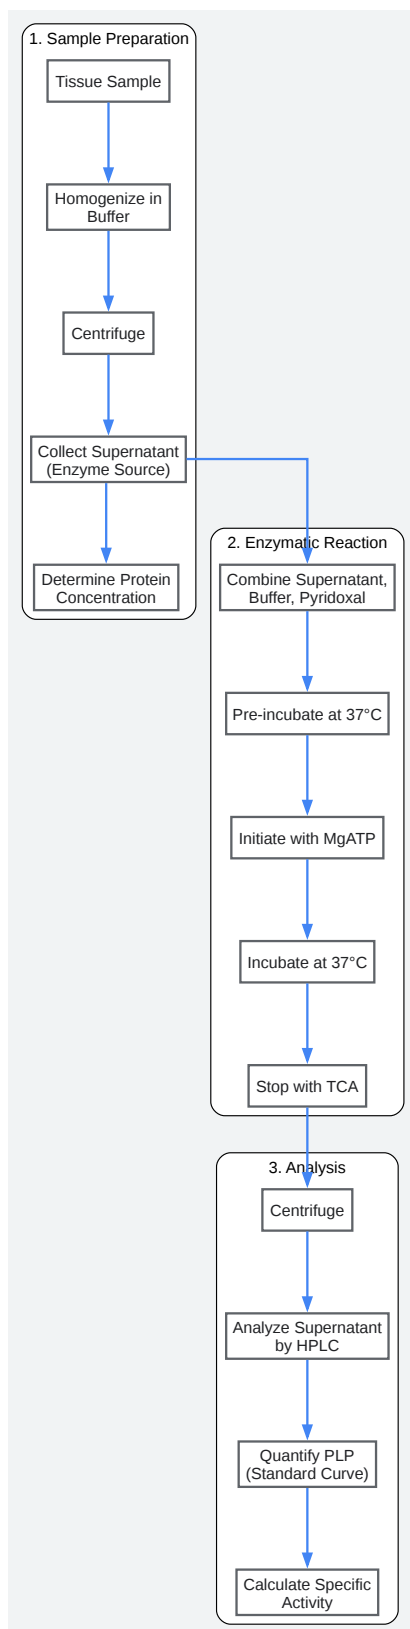 1. Sample Preparation
Tissue Sample
Homogenize in
Buffer
Centrifuge
Collect Supernatant
(Enzyme Source)
Determine Protein
Concentration
2. Enzymatic Reaction
Combine Supernatant,
Buffer, Pyridoxal
Pre-incubate at 37°C
Initiate with MgATP
Incubate at 37°C
Stop with TCA
3. Analysis
Centrifuge
Analyze Supernatant
by HPLC
Quantify PLP
(Standard Curve)
Calculate Specific
Activity